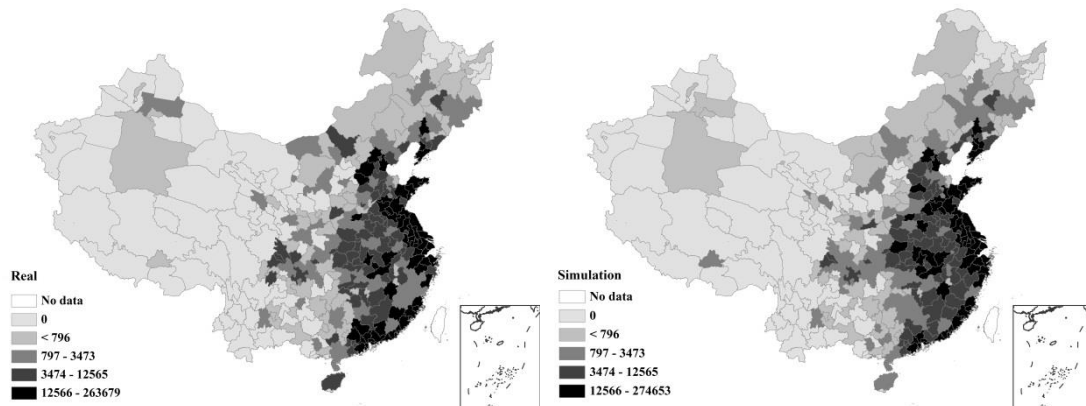 Real
No data
0
< 796
797 - 3473
3474 - 12565
12566 - 263679
Simulation
No data
0
< 796
797 - 3473
3474 - 12565
12566 - 274653